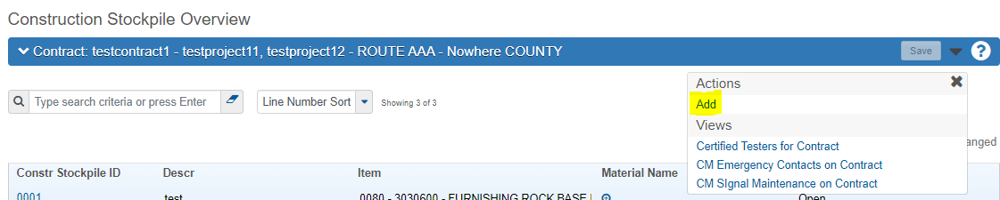 Construction Stockpile Overview
Contract: testcontract1 - testproject11, testproject12 - ROUTE AAA - Nowhere COUNTY
Save
?
Actions
Add
Type search criteria or press Enter
Line Number Sort
Showing 3 of 3
Views
Certified Testers for Contract
anged
CM Emergency Contacts on Contract
CM SIgnal Maintenance on Contract
Constr Stockpile ID
Descr
Item
Material Name
0001
test
0080 - 3030600 - FURNISHING ROCK BASE
Open